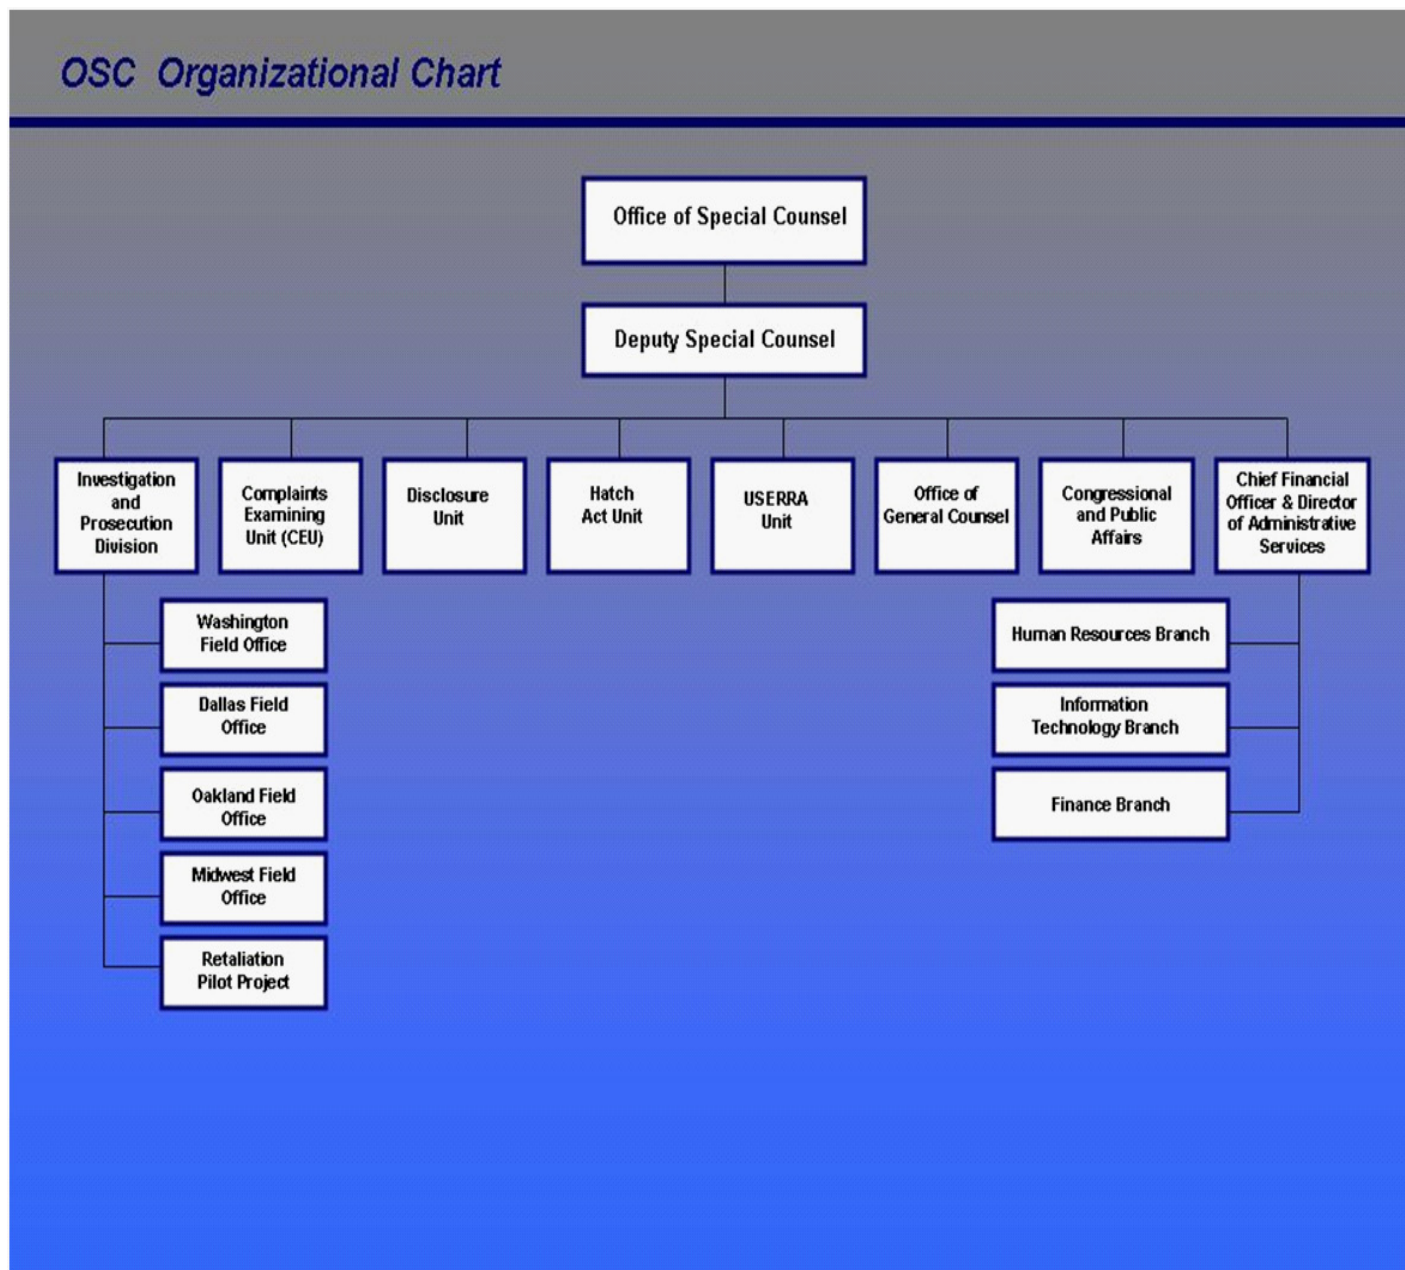 OSC Organizational Chart
Office of Special Counsel
Deputy Special Counsel
Investigation
and
Prosecution
Division
Complaints
Examining
Unit (CEU)
Disclosure
Unit
Hatch
Act Unit
USERRA
Unit
Office of
General Counsel
Congressional
and Public
Affairs
Chief Financial
Officer & Director
of Administrative
Services
Washington
Field Office
Dallas Field
Office
Oakland Field
Office
Midwest Field
Office
Retaliation
Pilot Project
Human Resources Branch
Information
Technology Branch
Finance Branch